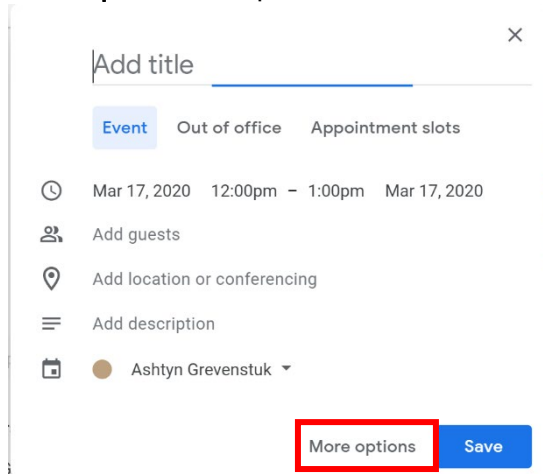 Add title
Event Out of office Appointment slots
Mar 17, 2020 12:00pm – 1:00pm Mar 17, 2020
Add guests
Add location or conferencing
Add description
Ashtyn Grevenstuk
More options Save